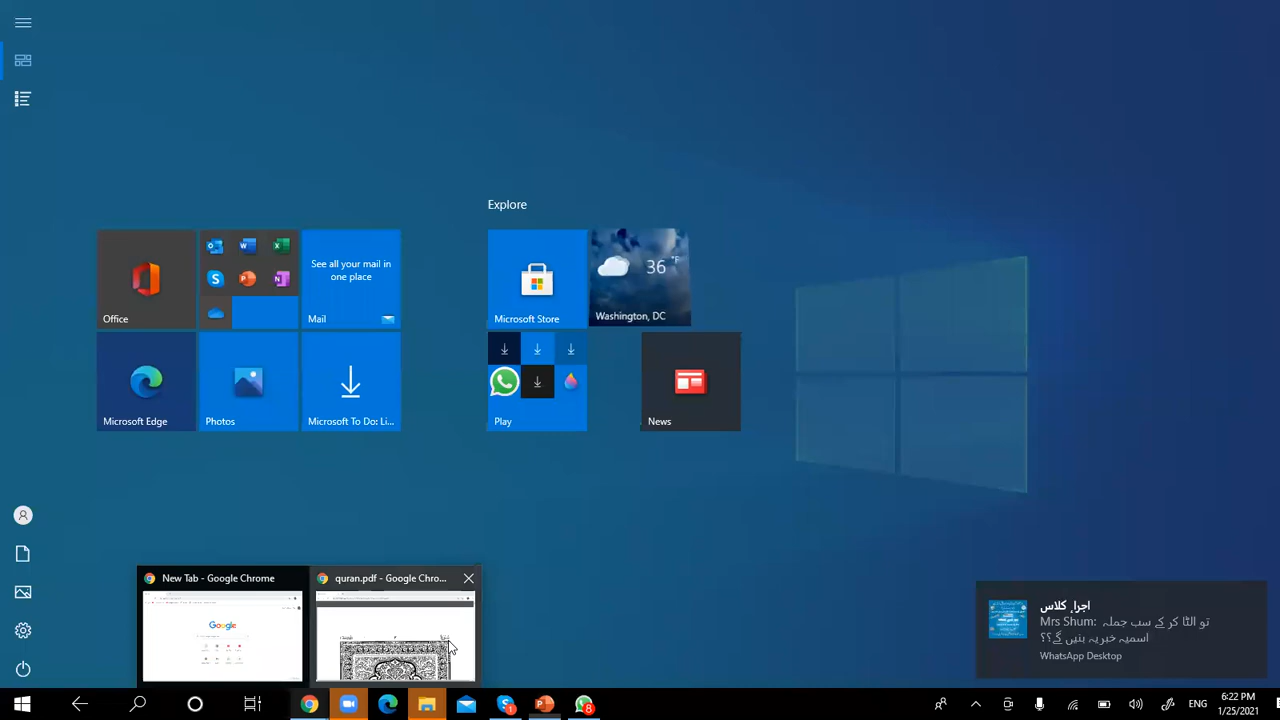 Explore
Office
See all your mail in
one place
Mail
Microsoft Store
36 °F
Washington, DC
Microsoft Edge
Photos
Microsoft To Do: Li...
Play
News
New Tab - Google Chrome
quran.pdf - Google Chro...
Google
اجراِ کلاس
Mrs Shum: تو الٹا کر کے سب جملہ
اسمیہ خبریہ بنیں گے؟؟
WhatsApp Desktop
1
8
ENG
6:22 PM
1/25/2021